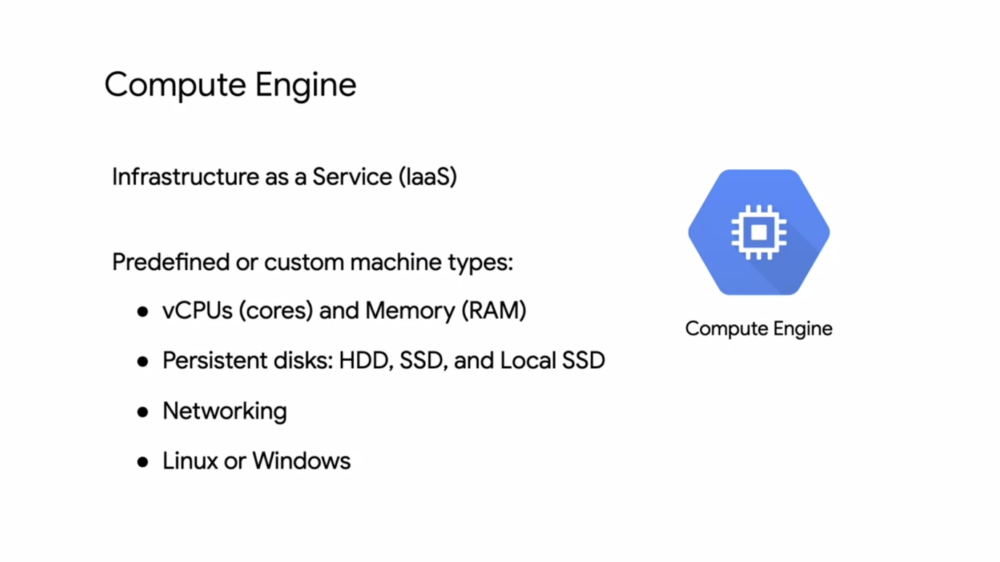 Compute Engine
Infrastructure as a Service (IaaS)
Predefined or custom machine types:
● vCPUs (cores) and Memory (RAM)
● Persistent disks: HDD, SSD, and Local SSD
● Networking
● Linux or Windows
Compute Engine